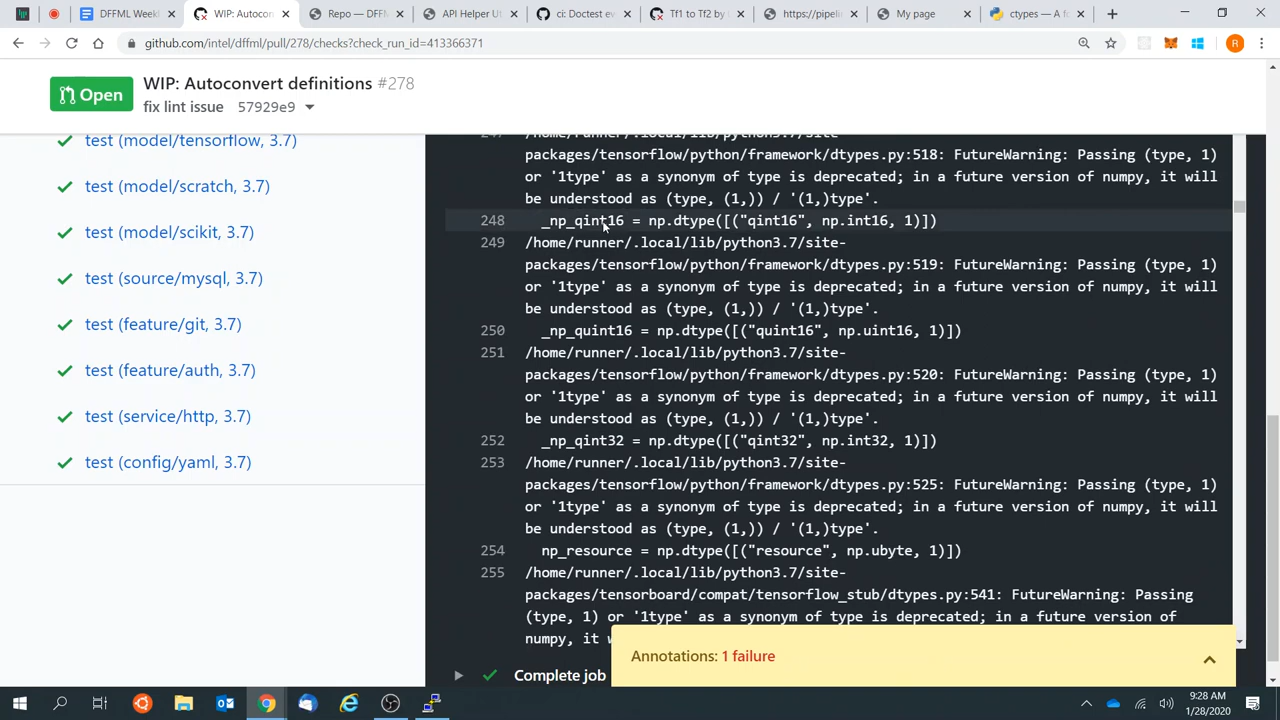 DFFML Weekly
WIP: Autocon
Repo — DFFM
API Helper Ut
ci: Doctest ev
Tf1 to Tf2 by
https://pipelin
My page
ctypes — A fo
github.com/intel/dffml/pull/278/checks?check_run_id=413366371
R
Open
WIP: Autoconvert definitions #278
fix lint issue 57929e9
test (model/tensorflow, 3.7)
test (model/scratch, 3.7)
test (model/scikit, 3.7)
test (source/mysql, 3.7)
test (feature/git, 3.7)
test (feature/auth, 3.7)
test (service/http, 3.7)
test (config/yaml, 3.7)
247 /home/runner/.local/lib/python3.7/site-
packages/tensorflow/python/framework/dtypes.py:518: FutureWarning: Passing (type, 1)
or '1type' as a synonym of type is deprecated; in a future version of numpy, it will
be understood as (type, (1,)) / '(1,)type'.
248 _np_qint16 = np.dtype([("qint16", np.int16, 1)])
249 /home/runner/.local/lib/python3.7/site-
packages/tensorflow/python/framework/dtypes.py:519: FutureWarning: Passing (type, 1)
or '1type' as a synonym of type is deprecated; in a future version of numpy, it will
be understood as (type, (1,)) / '(1,)type'.
250 _np_quint16 = np.dtype([("quint16", np.uint16, 1)])
251 /home/runner/.local/lib/python3.7/site-
packages/tensorflow/python/framework/dtypes.py:520: FutureWarning: Passing (type, 1)
or '1type' as a synonym of type is deprecated; in a future version of numpy, it will
be understood as (type, (1,)) / '(1,)type'.
252 _np_qint32 = np.dtype([("qint32", np.int32, 1)])
253 /home/runner/.local/lib/python3.7/site-
packages/tensorflow/python/framework/dtypes.py:525: FutureWarning: Passing (type, 1)
or '1type' as a synonym of type is deprecated; in a future version of numpy, it will
be understood as (type, (1,)) / '(1,)type'.
254 np_resource = np.dtype([("resource", np.ubyte, 1)])
255 /home/runner/.local/lib/python3.7/site-
packages/tensorboard/compat/tensorflow_stub/dtypes.py:541: FutureWarning: Passing
(type, 1) or '1type' as a synonym of type is deprecated; in a future version of
numpy, it w
Annotations: 1 failure
Complete job
9:28 AM
1/28/2020